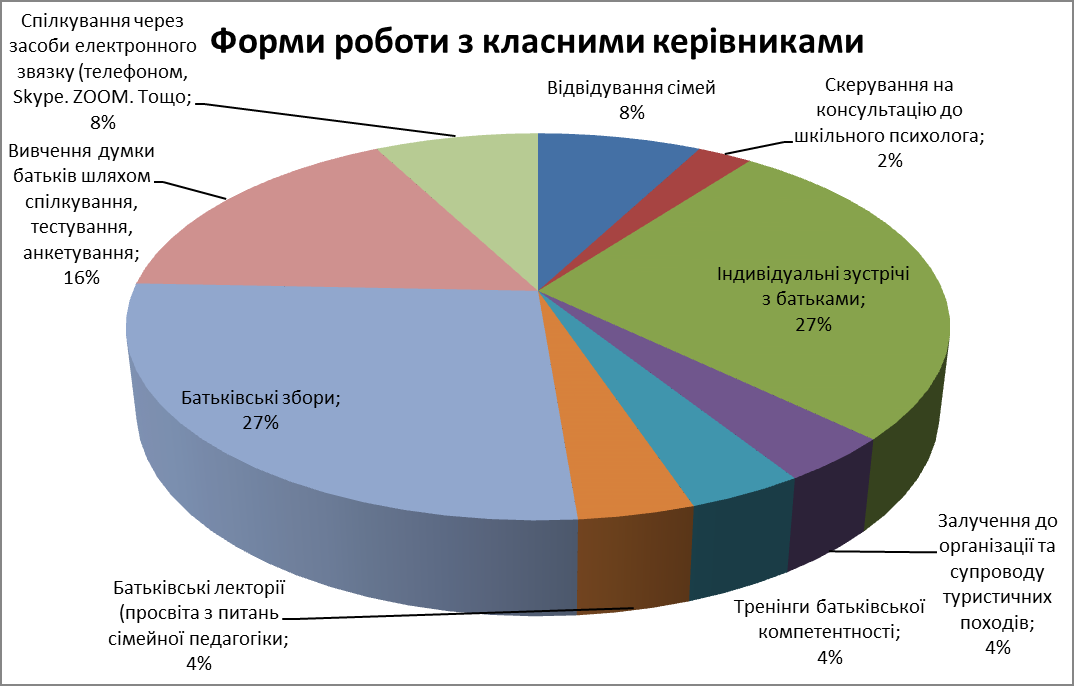 Форми роботи з класними керівниками
Спілкування через
засоби електронного
звязку (телефоном,
Skype. ZOOM. Тощо;
8%
Відвідування сімей
8%
Скерування на
консультацію до
шкільного психолога;
2%
Вивчення думки
батьків шляхом
спілкування,
тестування,
анкетування;
16%
Індивідуальні зустрічі
з батьками;
27%
Батьківські збори;
27%
Залучення до
організації та
супроводу
туристичних
походів;
4%
Батьківські лекторії
(просвіта з питань
сімейної педагогіки;
4%
Тренінги батьківської
компетентності;
4%